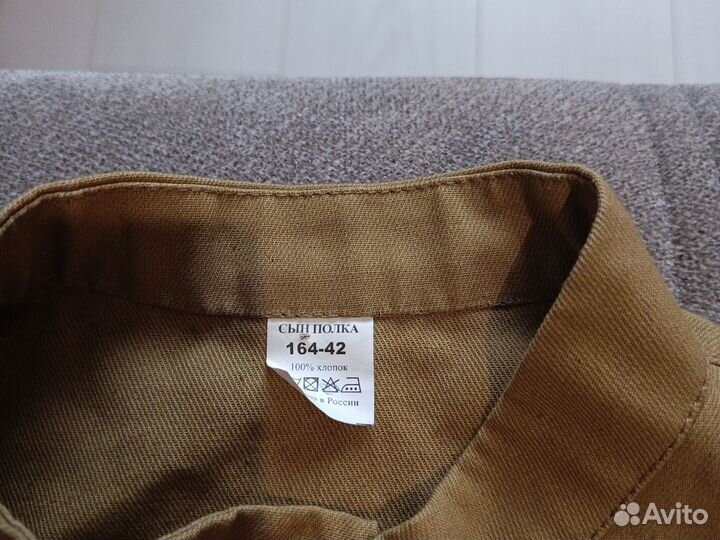 СЫН ПОЛКА
164-42
100% хлопок
в России
Avito